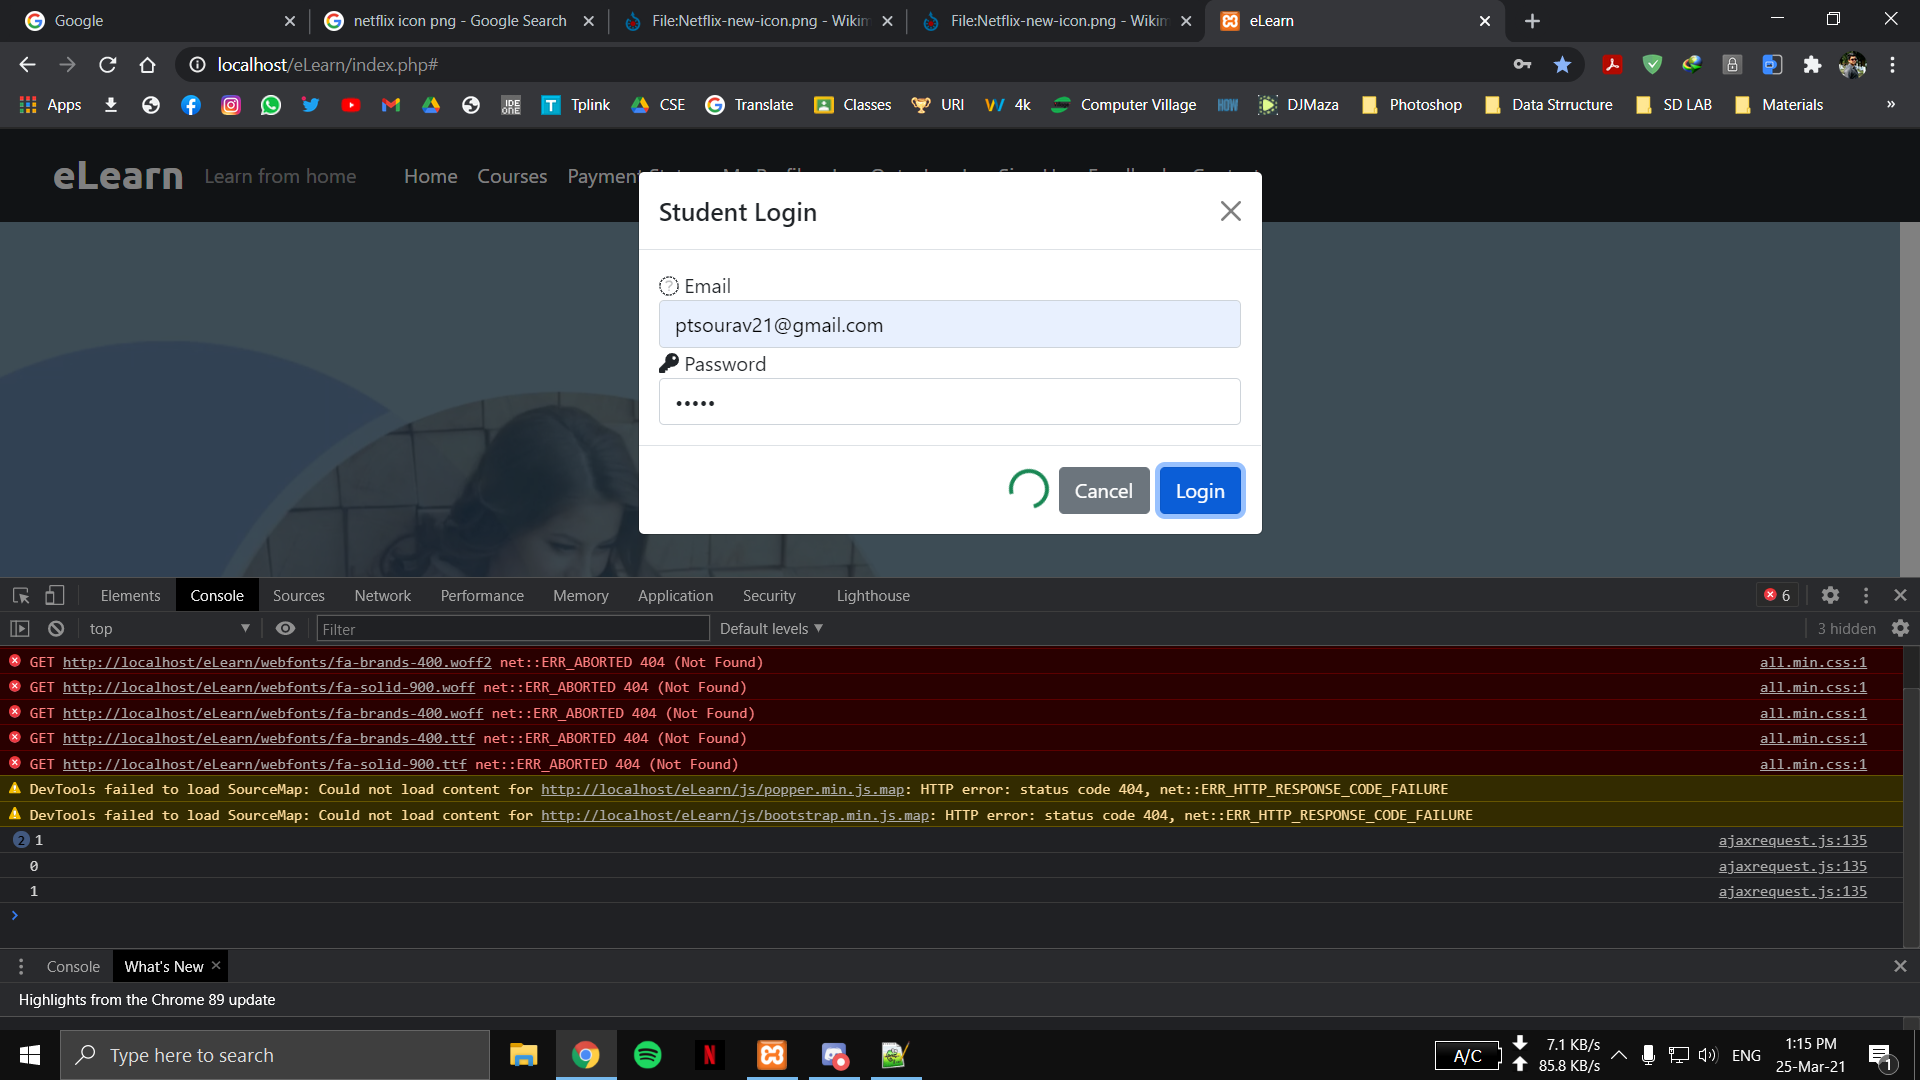 Google
netflix icon png - Google Search
File:Netflix-new-icon.png - Wikim
File:Netflix-new-icon.png - Wikim
eLearn
localhost/eLearn/index.php#
Apps
IDE ONE
T Tplink
CSE
Translate
Classes
URI
4k
Computer Village
HOW
DJMaza
Photoshop
Data Strructure
SD LAB
Materials
»
eLearn Learn from home Home Courses Payment
Student Login
Email
ptsourav21@gmail.com
Password
•••••
Cancel Login
Elements Console Sources Network Performance Memory Application Security Lighthouse 6
top Filter Default levels 3 hidden
GET http://localhost/eLearn/webfonts/fa-brands-400.woff2 net::ERR_ABORTED 404 (Not Found) all.min.css:1
GET http://localhost/eLearn/webfonts/fa-solid-900.woff net::ERR_ABORTED 404 (Not Found) all.min.css:1
GET http://localhost/eLearn/webfonts/fa-brands-400.woff net::ERR_ABORTED 404 (Not Found) all.min.css:1
GET http://localhost/eLearn/webfonts/fa-brands-400.ttf net::ERR_ABORTED 404 (Not Found) all.min.css:1
GET http://localhost/eLearn/webfonts/fa-solid-900.ttf net::ERR_ABORTED 404 (Not Found) all.min.css:1
DevTools failed to load SourceMap: Could not load content for http://localhost/eLearn/js/popper.min.js.map: HTTP error: status code 404, net::ERR_HTTP_RESPONSE_CODE_FAILURE
DevTools failed to load SourceMap: Could not load content for http://localhost/eLearn/js/bootstrap.min.js.map: HTTP error: status code 404, net::ERR_HTTP_RESPONSE_CODE_FAILURE
2 1 ajaxrequest.js:135
0 ajaxrequest.js:135
1 ajaxrequest.js:135
Console What's New
Highlights from the Chrome 89 update
Type here to search
A/C
7.1 KB/s
85.8 KB/s
ENG
1:15 PM
25-Mar-21
1